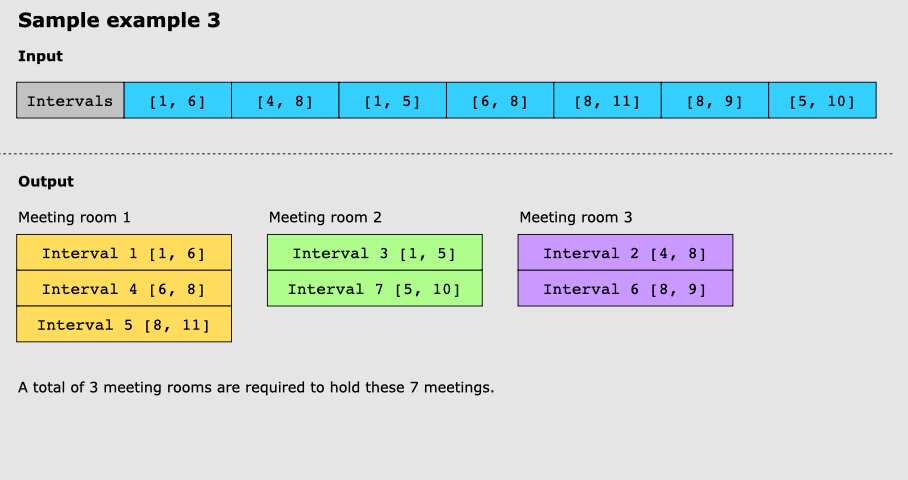 Sample example 3
Input
Intervals [1, 6] [4, 8] [1, 5] [6, 8] [8, 11] [8, 9] [5, 10]
Output
Meeting room 1 Meeting room 2 Meeting room 3
Interval 1 [1, 6] Interval 3 [1, 5] Interval 2 [4, 8]
Interval 4 [6, 8] Interval 7 [5, 10] Interval 6 [8, 9]
Interval 5 [8, 11]
A total of 3 meeting rooms are required to hold these 7 meetings.